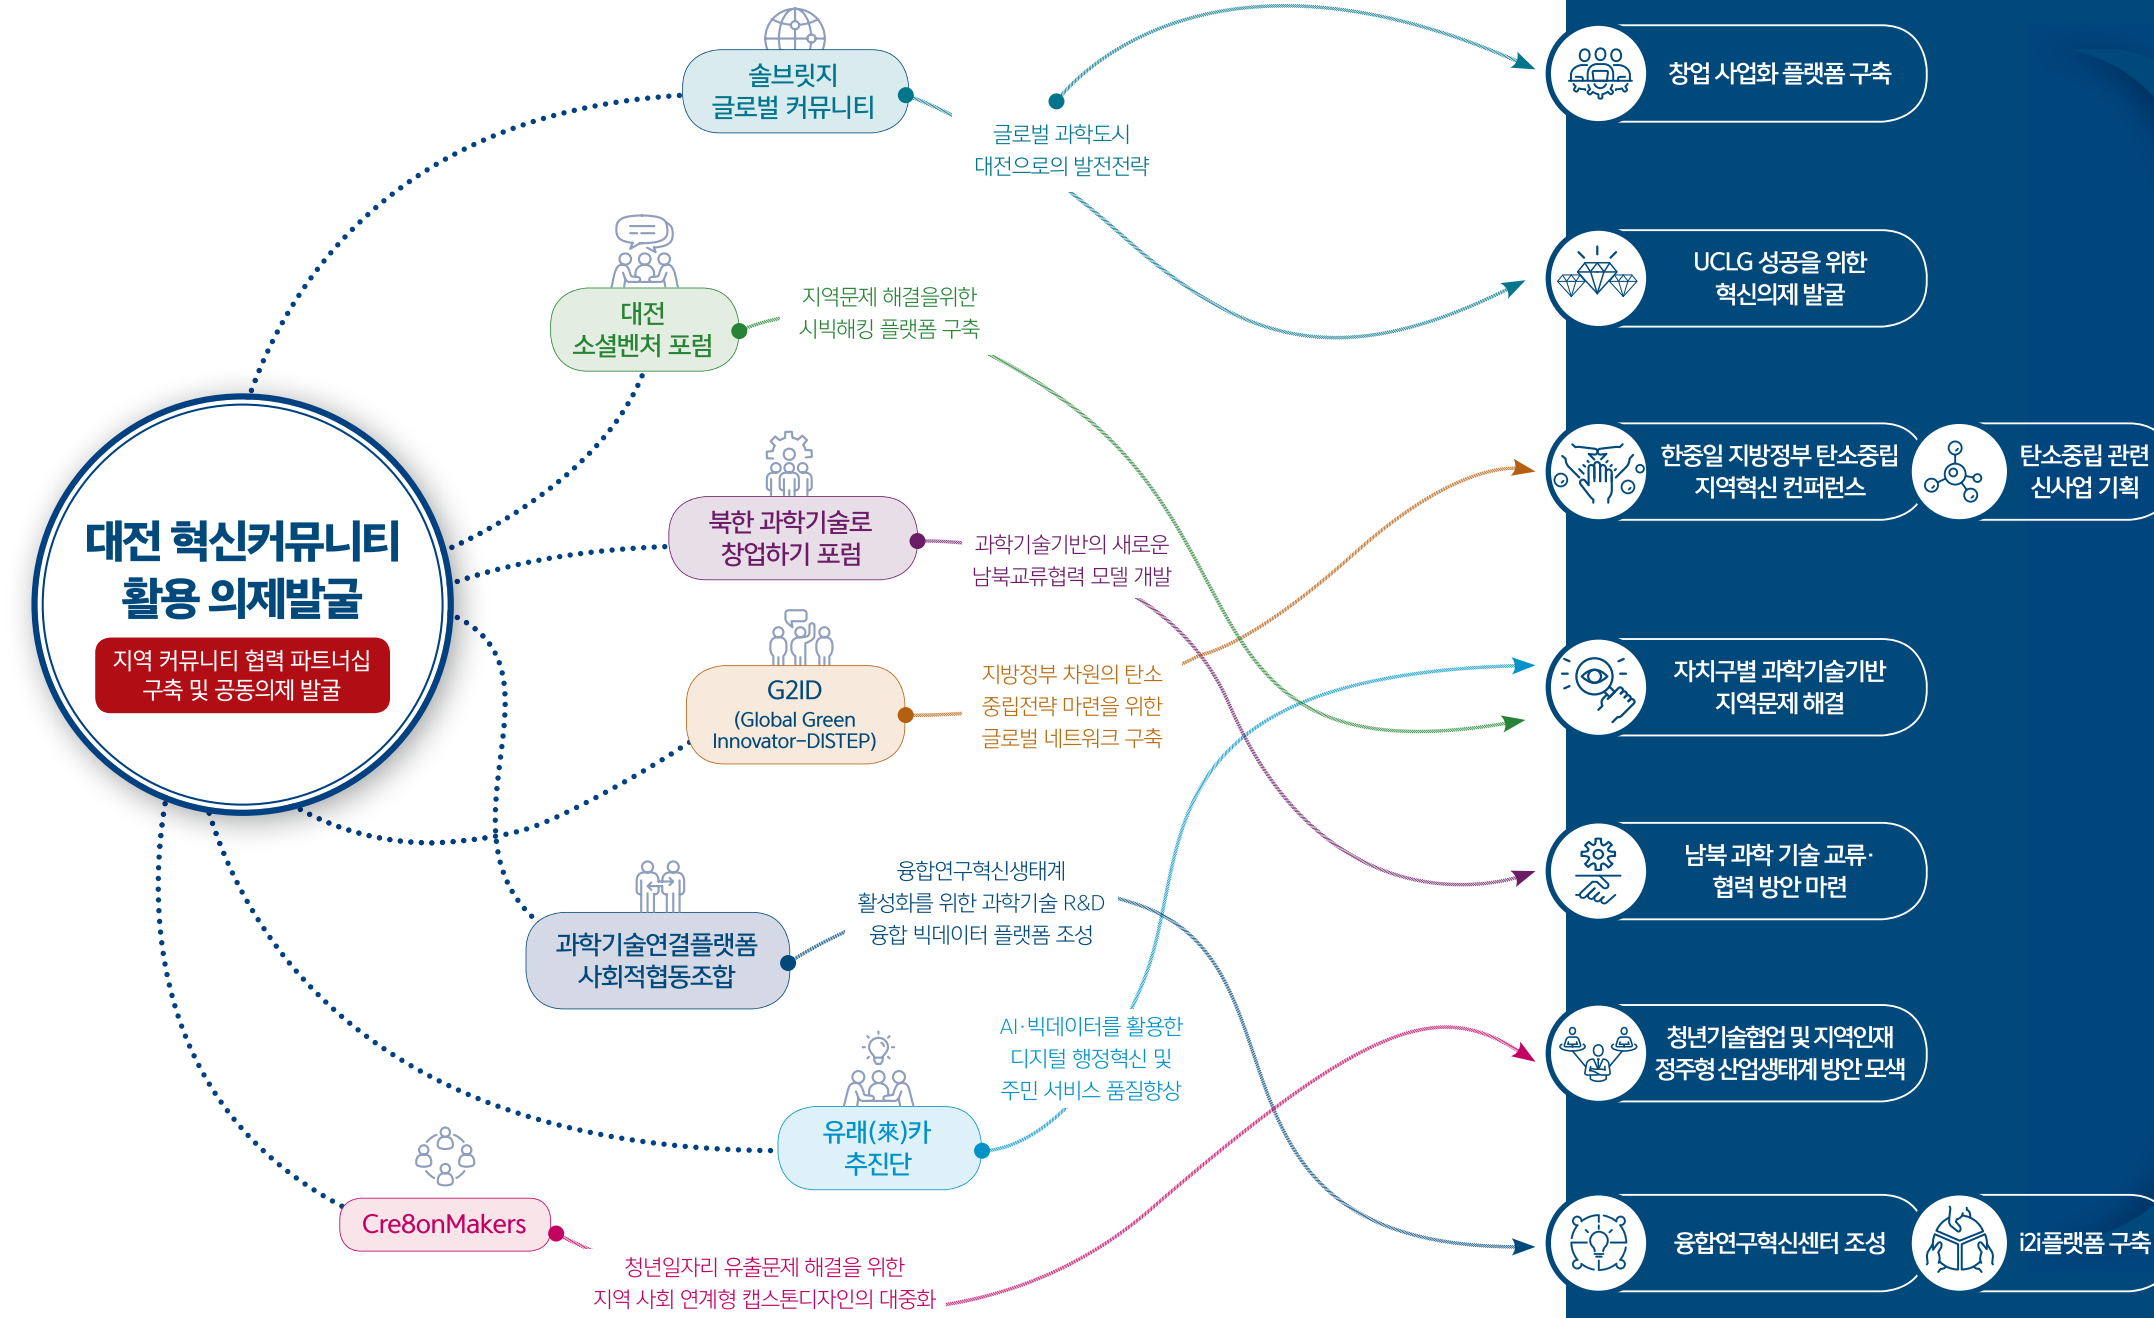 대전 혁신커뮤니티
활용 의제발굴
지역 커뮤니티 협력 파트너십
구축 및 공동의제 발굴
솔브릿지
글로벌 커뮤니티
글로벌 과학도시
대전으로의 발전전략
대전
소셜벤처 포럼
지역문제 해결을위한
시빅해킹 플랫폼 구축
북한 과학기술로
창업하기 포럼
과학기술기반의 새로운
남북교류협력 모델 개발
G2ID
(Global Green
Innovator-DISTEP)
지방정부 차원의 탄소
중립전략 마련을 위한
글로벌 네트워크 구축
과학기술연결플랫폼
사회적협동조합
융합연구혁신생태계
활성화를 위한 과학기술 R&D
융합 빅데이터 플랫폼 조성
유래(來)카
추진단
AI·빅데이터를 활용한
디지털 행정혁신 및
주민 서비스 품질향상
Cre8onMakers
청년일자리 유출문제 해결을 위한
지역 사회 연계형 캡스톤디자인의 대중화
창업 사업화 플랫폼 구축
UCLG 성공을 위한
혁신의제 발굴
한중일 지방정부 탄소중립
지역혁신 컨퍼런스
탄소중립 관련
신사업 기획
자치구별 과학기술기반
지역문제 해결
남북 과학 기술 교류·
협력 방안 마련
청년기술협업 및 지역인재
정주형 산업생태계 방안 모색
융합연구혁신센터 조성
i2i플랫폼 구축